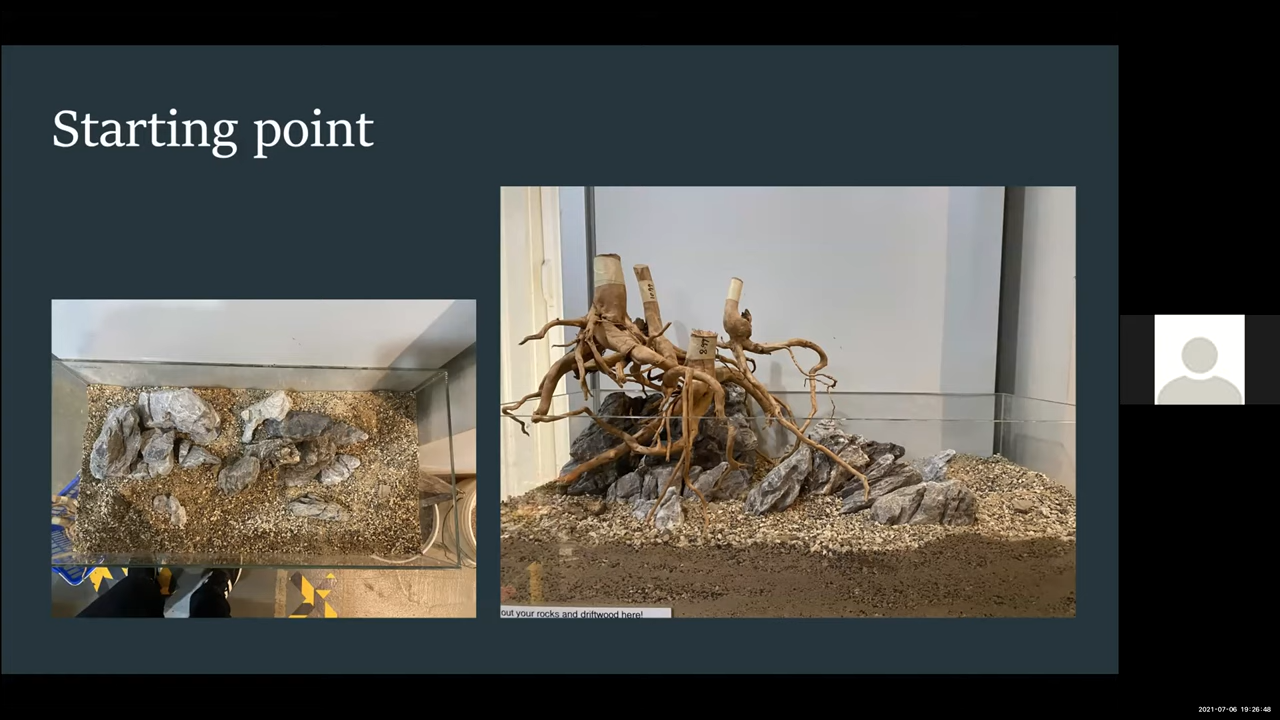 Starting point
out your rocks and driftwood here!
2021-07-06 19:26:48